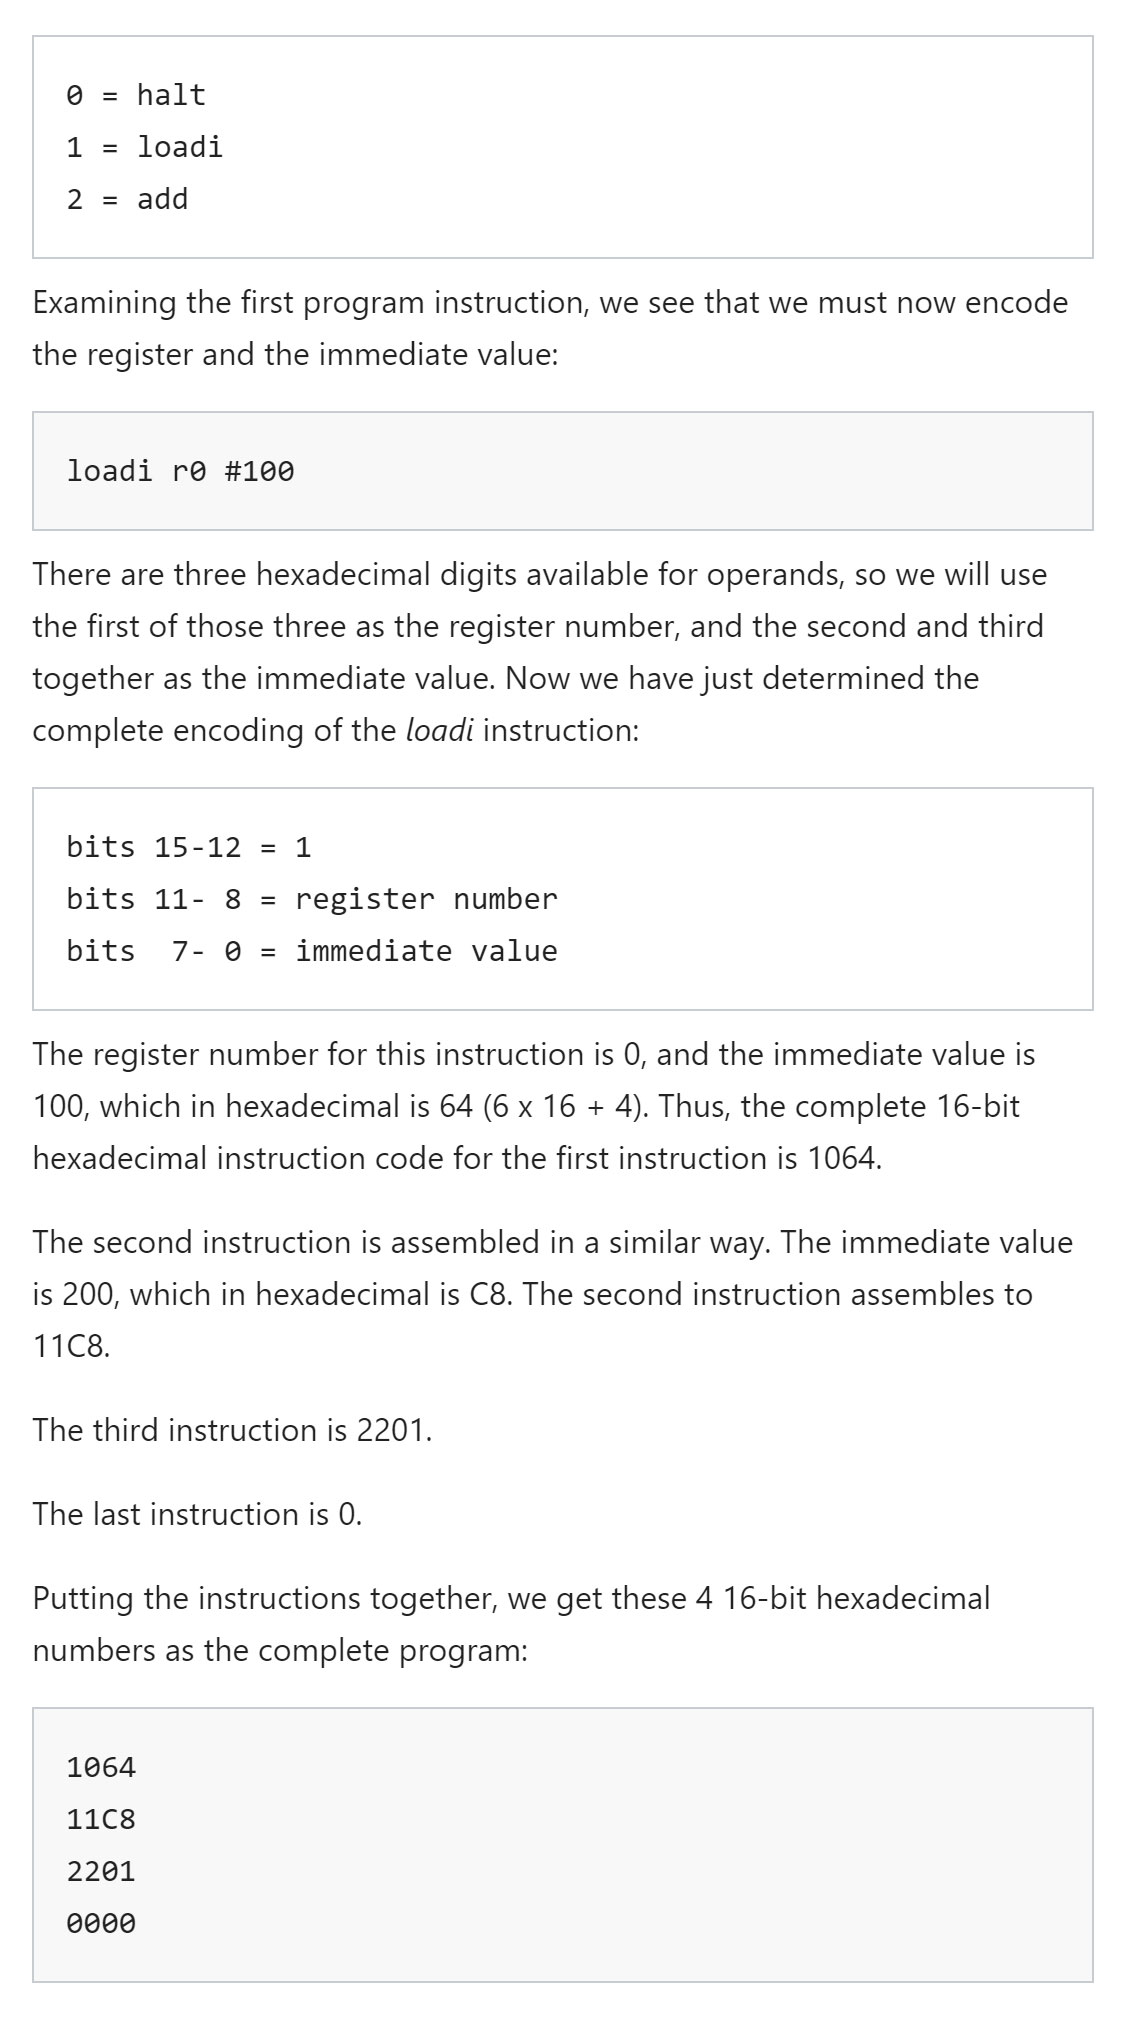 0 = halt
1 = loadi
2 = add
Examining the first program instruction, we see that we must now encode
the register and the immediate value:
loadi r0 #100
There are three hexadecimal digits available for operands, so we will use
the first of those three as the register number, and the second and third
together as the immediate value. Now we have just determined the
complete encoding of the loadi instruction:
bits 15-12 = 1
bits 11- 8 = register number
bits  7- 0 = immediate value
The register number for this instruction is 0, and the immediate value is
100, which in hexadecimal is 64 (6 x 16 + 4). Thus, the complete 16-bit
hexadecimal instruction code for the first instruction is 1064.
The second instruction is assembled in a similar way. The immediate value
is 200, which in hexadecimal is C8. The second instruction assembles to
11C8.
The third instruction is 2201.
The last instruction is 0.
Putting the instructions together, we get these 4 16-bit hexadecimal
numbers as the complete program:
1064
11C8
2201
0000